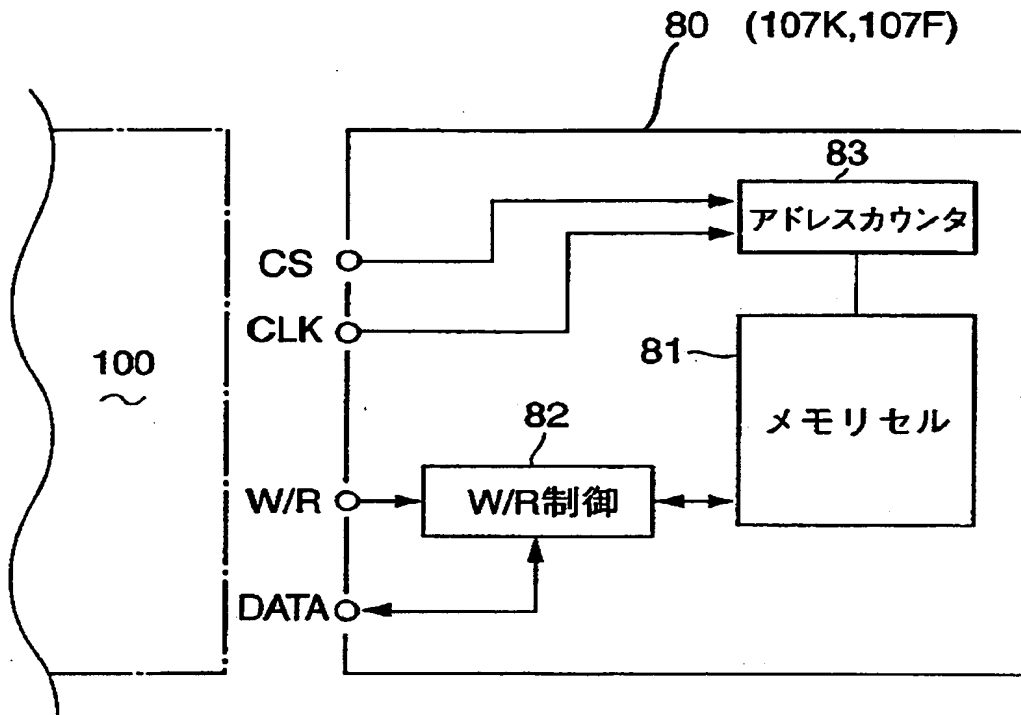 80 (107K,107F)
83
アドレスカウンタ
CS
CLK
100
81
メモリセル
82
W/R
W/R制御
DATA